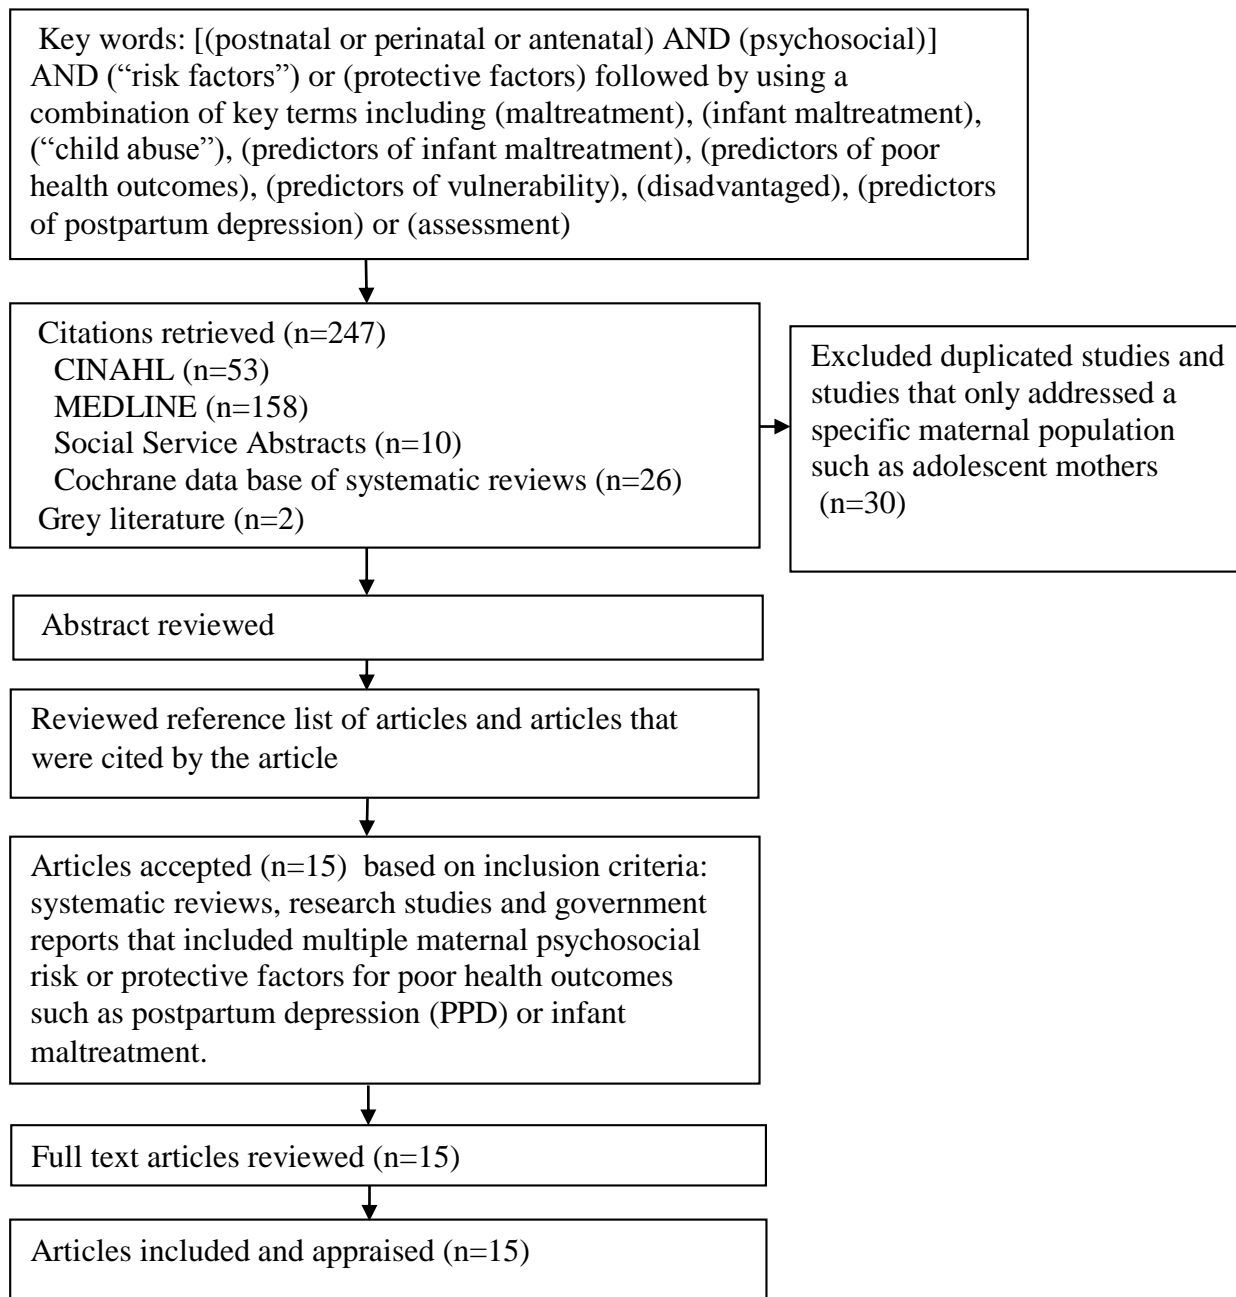 Key words: [(postnatal or perinatal or antenatal) AND (psychosocial)]
AND (“risk factors”) or (protective factors) followed by using a
combination of key terms including (maltreatment), (infant maltreatment),
(“child abuse”), (predictors of infant maltreatment), (predictors of poor
health outcomes), (predictors of vulnerability), (disadvantaged), (predictors
of postpartum depression) or (assessment)
Citations retrieved (n=247)
CINAHL (n=53)
MEDLINE (n=158)
Social Service Abstracts (n=10)
Cochrane data base of systematic reviews (n=26)
Grey literature (n=2)
Excluded duplicated studies and
studies that only addressed a
specific maternal population
such as adolescent mothers
(n=30)
Abstract reviewed
Reviewed reference list of articles and articles that
were cited by the article
Articles accepted (n=15) based on inclusion criteria:
systematic reviews, research studies and government
reports that included multiple maternal psychosocial
risk or protective factors for poor health outcomes
such as postpartum depression (PPD) or infant
maltreatment.
Full text articles reviewed (n=15)
Articles included and appraised (n=15)